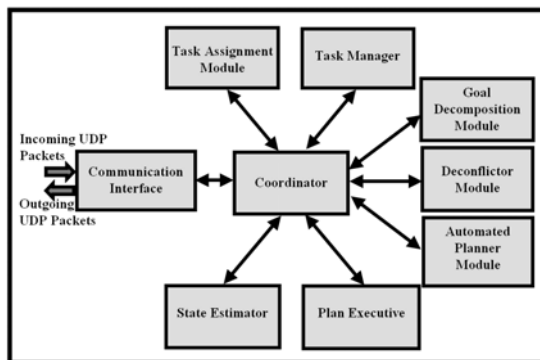 Task Assignment
Module
Task Manager
Goal
Decomposition
Module
Incoming UDP
Packets
Communication
Interface
Coordinator
Deconflictor
Module
Outgoing
UDP Packets
Automated
Planner
Module
State Estimator
Plan Executive